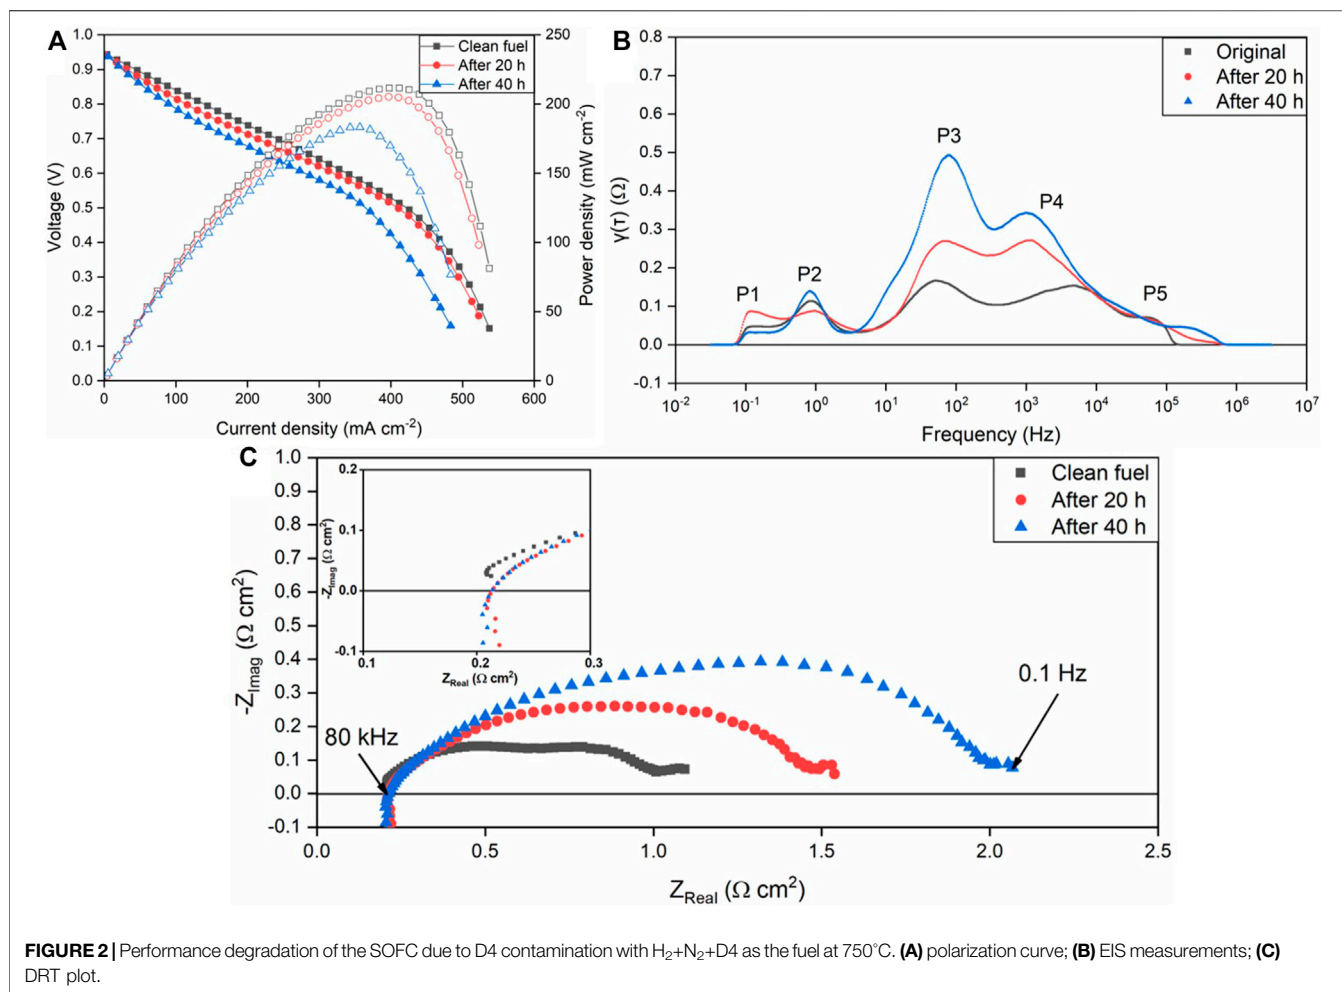 A
Voltage (V)
1.0
0.9
0.8
0.7
0.6
0.5
0.4
0.3
0.2
0.1
0.0
0 100 200 300 400 500 600
Current density (mA cm⁻²)
250
200
150
100
50
0
Power density (mW cm⁻²)
Clean fuel
After 20 h
After 40 h
B
γ(τ) (Ω)
0.8
0.7
0.6
0.5
0.4
0.3
0.2
0.1
0.0
-0.1
10⁻² 10⁻¹ 10⁰ 10¹ 10² 10³ 10⁴ 10⁵ 10⁶ 10⁷
Frequency (Hz)
Original
After 20 h
After 40 h
P1
P2
P3
P4
P5
C
-Z_Imag (Ω cm²)
1.0
0.9
0.8
0.7
0.6
0.5
0.4
0.3
0.2
0.1
0.0
-0.1
0.0 0.5 1.0 1.5 2.0 2.5
Z_Real (Ω cm²)
Clean fuel
After 20 h
After 40 h
80 kHz
0.1 Hz
-Z_Imag (Ω cm²)
0.2
0.1
0.0
-0.1
0.1 0.2 0.3
Z_Real (Ω cm²)
FIGURE 2 | Performance degradation of the SOFC due to D4 contamination with H₂+N₂+D4 as the fuel at 750°C. (A) polarization curve; (B) EIS measurements; (C)
DRT plot.